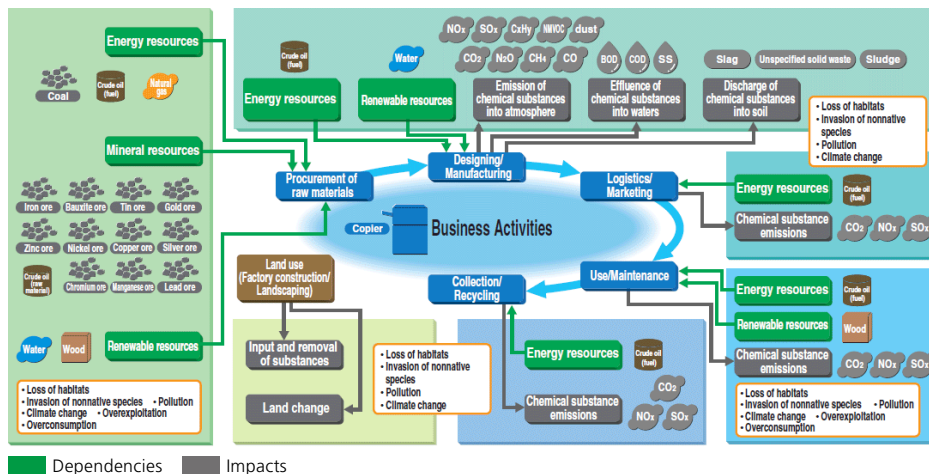 Energy resources
Coal
Crude oil
(fuel)
Natural
gas
Mineral resources
Iron ore
Bauxite ore
Tin ore
Gold ore
Zinc ore
Nickel ore
Copper ore
Silver ore
Crude oil
(raw
material)
Chromium ore
Manganese ore
Lead ore
Water
Wood
Renewable resources
• Loss of habitats
• Invasion of nonnative species • Pollution
• Climate change • Overexploitation
• Overconsumption
Crude oil
(fuel)
Energy resources
Water
Renewable resources
NOx
SOx
CxHy
NMVOC
dust
CO2
N2O
CH4
CO
Emission of
chemical substances
into atmosphere
BOD
COD
SS
Effluence of
chemical substances
into waters
Slag
Unspecified solid waste
Sludge
Discharge of
chemical substances
into soil
• Loss of habitats
• Invasion of nonnative
species
• Pollution
• Climate change
Procurement of
raw materials
Designing/
Manufacturing
Logistics/
Marketing
Energy resources
Crude oil
(fuel)
Chemical substance
emissions
CO2
NOx
SOx
Copier
Business Activities
Use/Maintenance
Collection/
Recycling
Energy resources
Crude oil
(fuel)
Renewable resources
Wood
Chemical substance
emissions
CO2
NOx
SOx
• Loss of habitats
• Invasion of nonnative species • Pollution
• Climate change • Overexploitation
• Overconsumption
Land use
(Factory construction/
Landscaping)
Input and removal
of substances
Land change
• Loss of habitats
• Invasion of nonnative
species
• Pollution
• Climate change
Energy resources
Crude oil
(fuel)
Chemical substance
emissions
CO2
NOx
SOx
Dependencies
Impacts